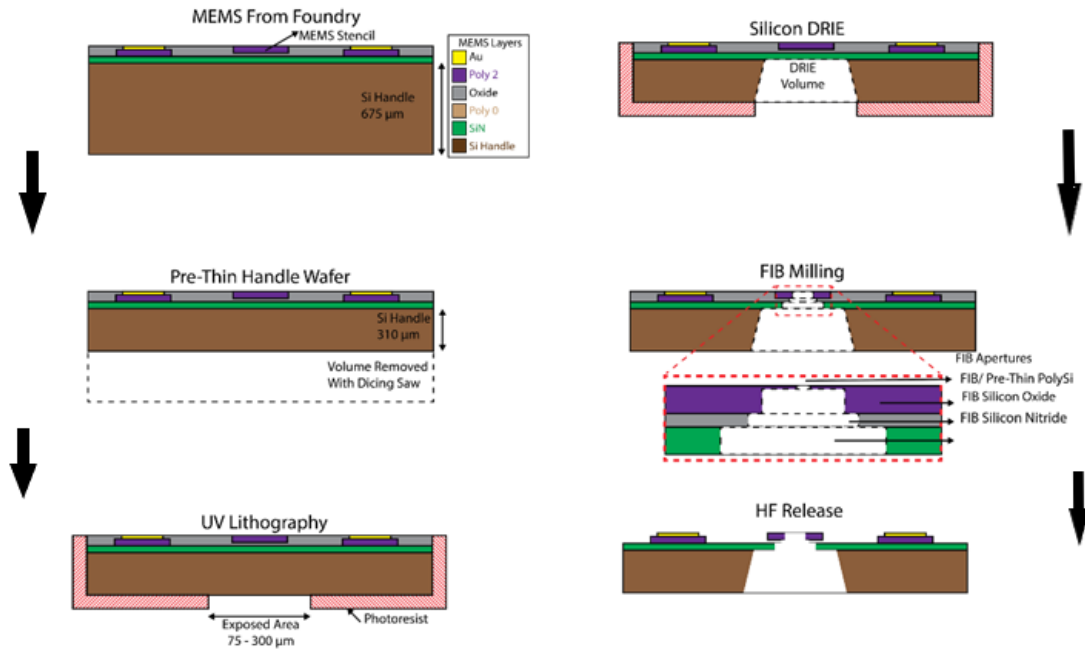 MEMS From Foundry
MEMS Stencil
MEMS Layers
Au
Poly 2
Oxide
Poly 0
SiN
Si Handle
Si Handle
675 μm
Pre-Thin Handle Wafer
Si Handle
310 μm
Volume Removed
With Dicing Saw
UV Lithography
Exposed Area
75 - 300 μm
Photoresist
Silicon DRIE
DRIE
Volume
FIB Milling
FIB Apertures
FIB/ Pre-Thin PolySi
FIB Silicon Oxide
FIB Silicon Nitride
HF Release